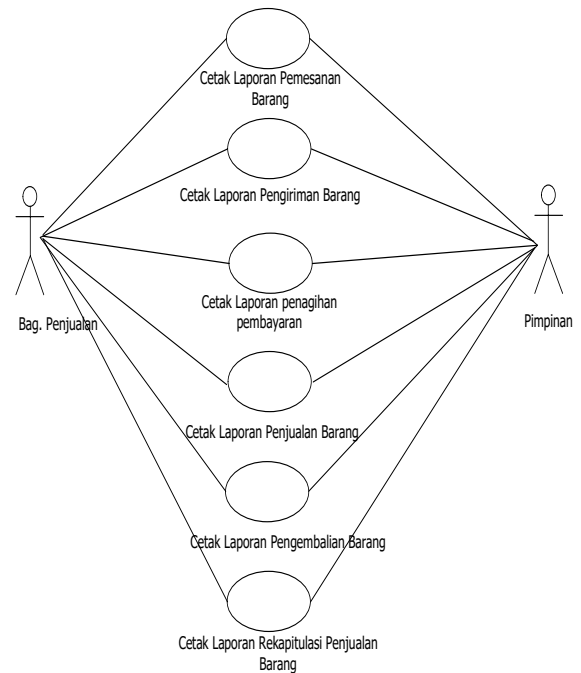 Cetak Laporan Pemesanan
Barang
Cetak Laporan Pengiriman Barang
Cetak Laporan penagihan
pembayaran
Bag. Penjualan
Pimpinan
Cetak Laporan Penjualan Barang
Cetak Laporan Pengembalian Barang
Cetak Laporan Rekapitulasi Penjualan
Barang